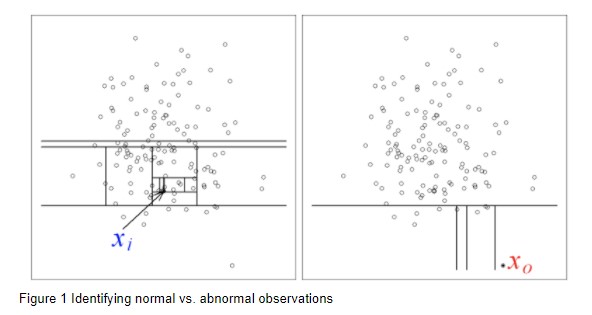 xᵢ
xₒ
Figure 1 Identifying normal vs. abnormal observations